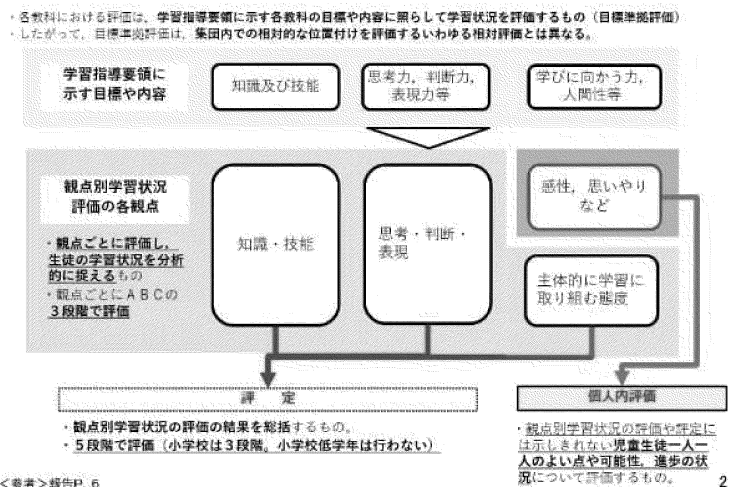 ・各教科における評価は、学習指導要領に示す各教科の目標や内容に照らして学習状況を評価するもの（目標準拠評価）
・したがって、目標準拠評価は、集団内での相対的な位置付けを評価するいわゆる相対評価とは異なる。
学習指導要領に
示す目標や内容
知識及び技能
思考力，判断力，
表現力等
学びに向かう力，
人間性等
観点別学習状況
評価の各観点
・観点ごとに評価し、
生徒の学習状況を分析
的に捉えるもの
・観点ごとにＡＢＣの
３段階で評価
知識・技能
思考・判断・
表現
感性，思いやり
など
主体的に学習に
取り組む態度
評　定
・観点別学習状況の評価の結果を総括するもの。
・５段階で評価（小学校は３段階。小学校低学年は行わない）
個人内評価
・観点別学習状況の評価や評定に
は示しきれない児童生徒一人一
人のよい点や可能性，進歩の状
況について評価するもの。
＜参考＞報告P．6
2